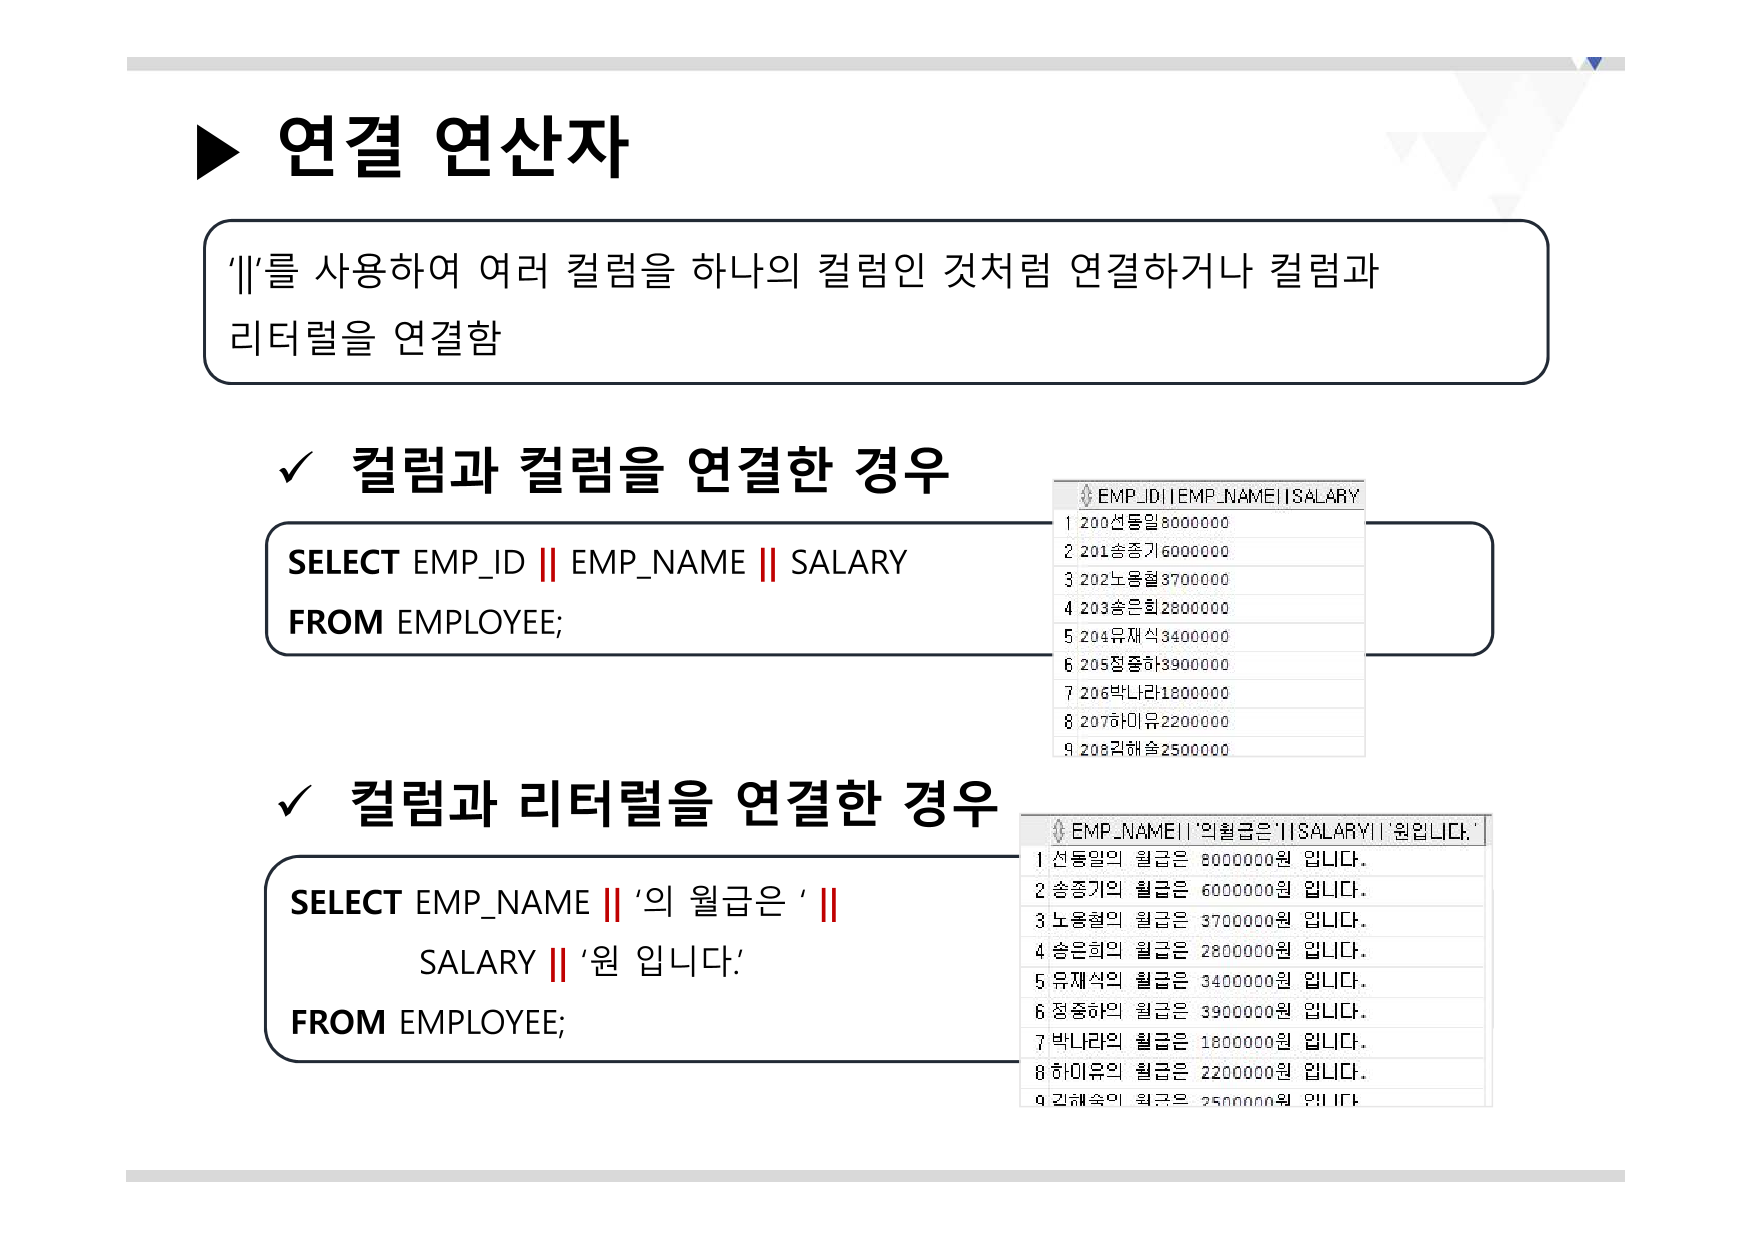 ▶ 연결 연산자
‘||’를 사용하여 여러 컬럼을 하나의 컬럼인 것처럼 연결하거나 컬럼과
리터럴을 연결함
✓ 컬럼과 컬럼을 연결한 경우
SELECT EMP_ID || EMP_NAME || SALARY
FROM EMPLOYEE;
EMP_ID||EMP_NAME||SALARY
1 200선동일8000000
2 201송종기6000000
3 202노옹철3700000
4 203송은희2800000
5 204유재식3400000
6 205정중하3900000
7 206박나라1800000
8 207하이유2200000
9 208김해술2500000
✓ 컬럼과 리터럴을 연결한 경우
SELECT EMP_NAME || ‘의 월급은 ‘ ||
SALARY || ‘원 입니다.’
FROM EMPLOYEE;
EMP_NAME||'의월급은'||SALARY||'원입니다.'
1 선동일의 월급은 8000000원 입니다.
2 송종기의 월급은 6000000원 입니다.
3 노옹철의 월급은 3700000원 입니다.
4 송은희의 월급은 2800000원 입니다.
5 유재식의 월급은 3400000원 입니다.
6 정중하의 월급은 3900000원 입니다.
7 박나라의 월급은 1800000원 입니다.
8 하이유의 월급은 2200000원 입니다.
9 김해술의 월급은 2500000원 입니다